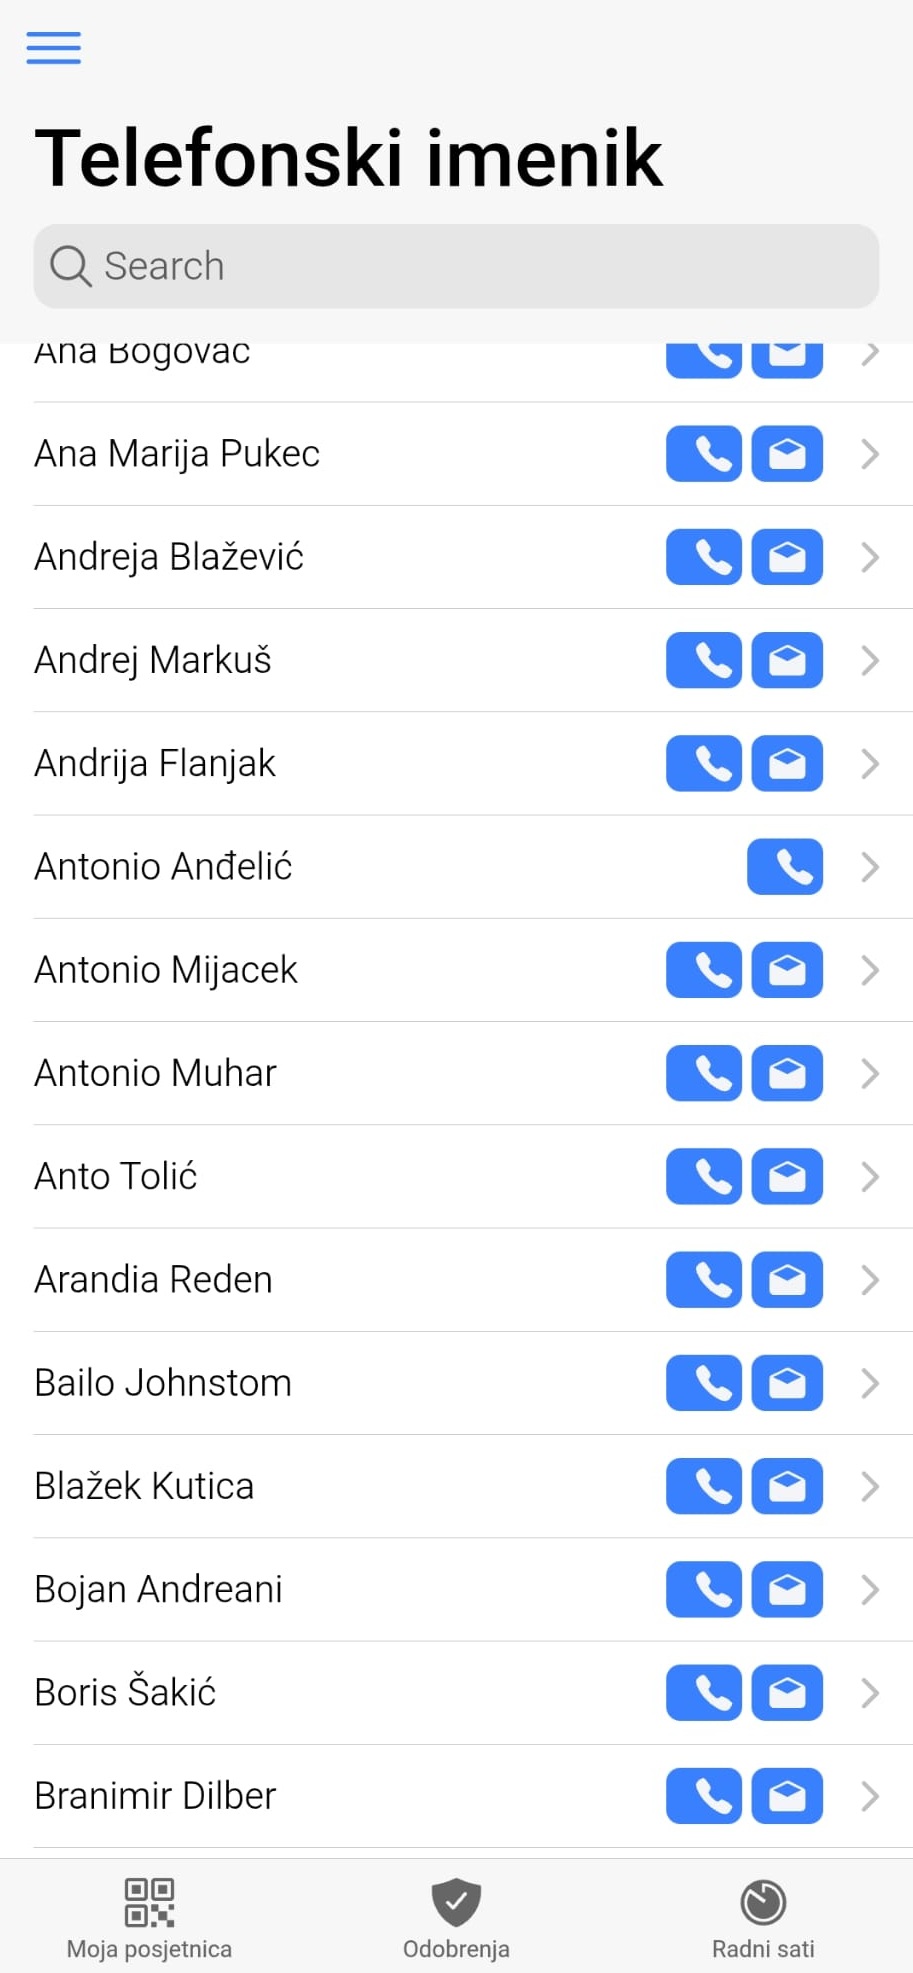 Telefonski imenik
Search
Ana Bogovac
Ana Marija Pukec
Andreja Blažević
Andrej Markuš
Andrija Flanjak
Antonio Anđelić
Antonio Mijacek
Antonio Muhar
Anto Tolić
Arandia Reden
Bailo Johnstom
Blažek Kutica
Bojan Andreani
Boris Šakić
Branimir Dilber
Moja posjetnica
Odobrenja
Radni sati